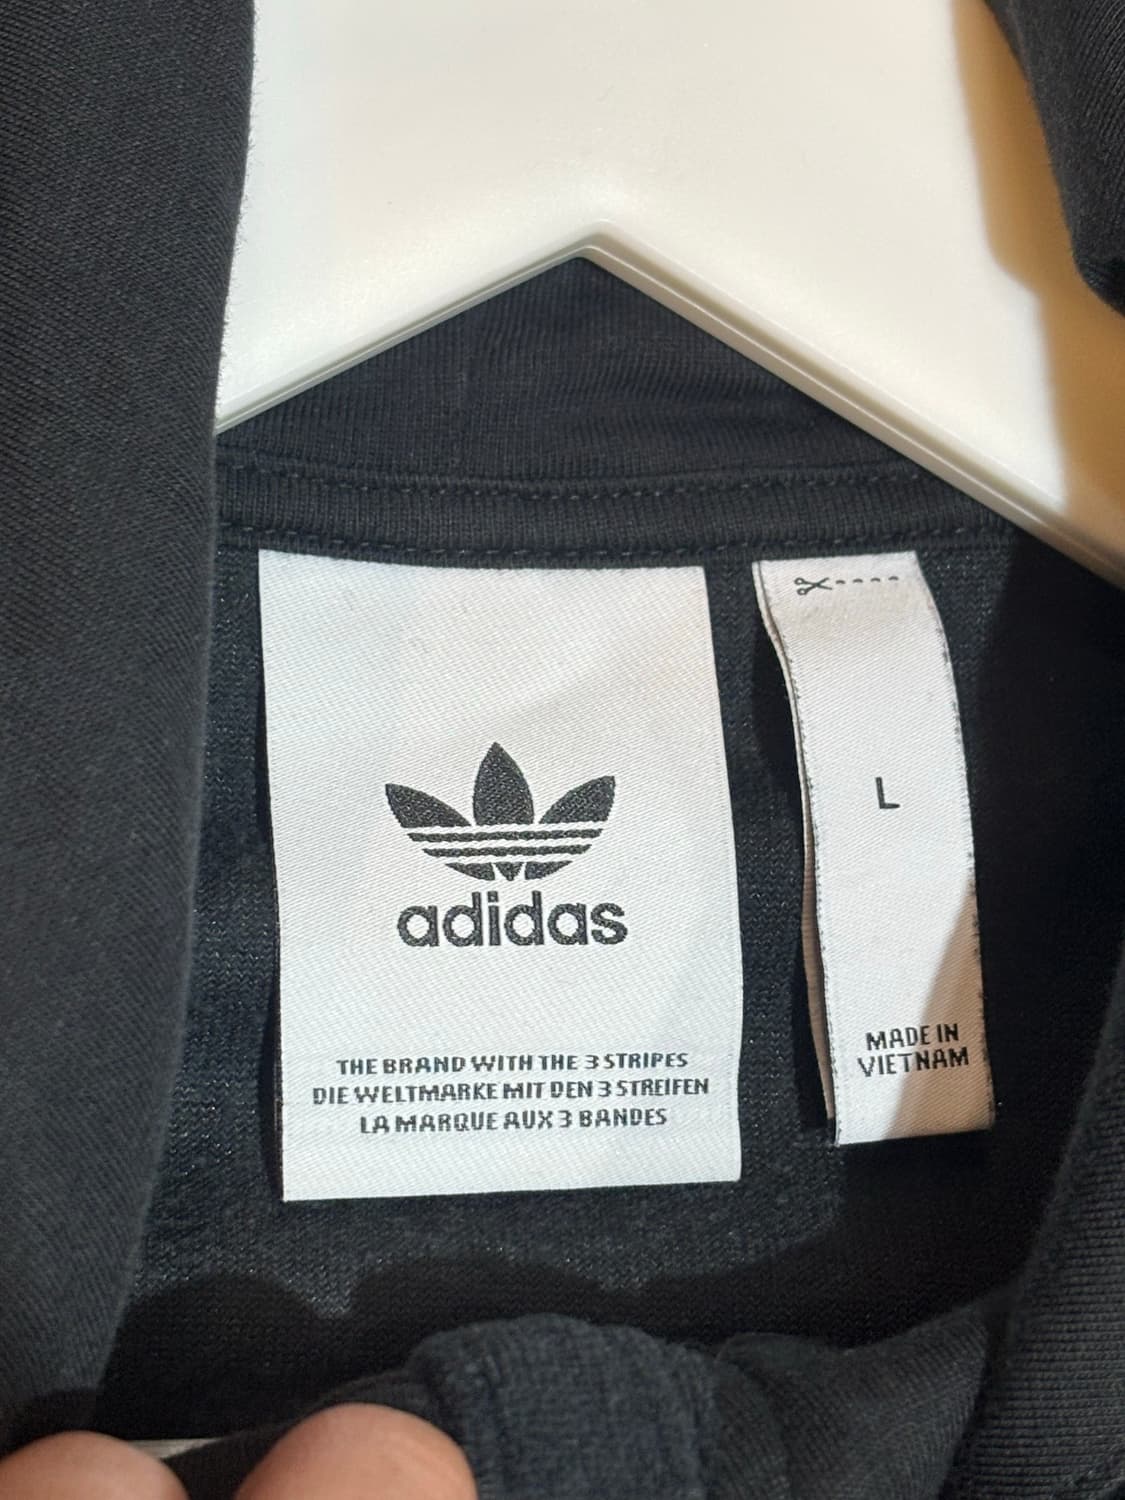 adidas
THE BRAND WITH THE 3 STRIPES
DIE WELTMARKE MIT DEN 3 STREIFEN
LA MARQUE AUX 3 BANDES
L
MADE IN
VIETNAM